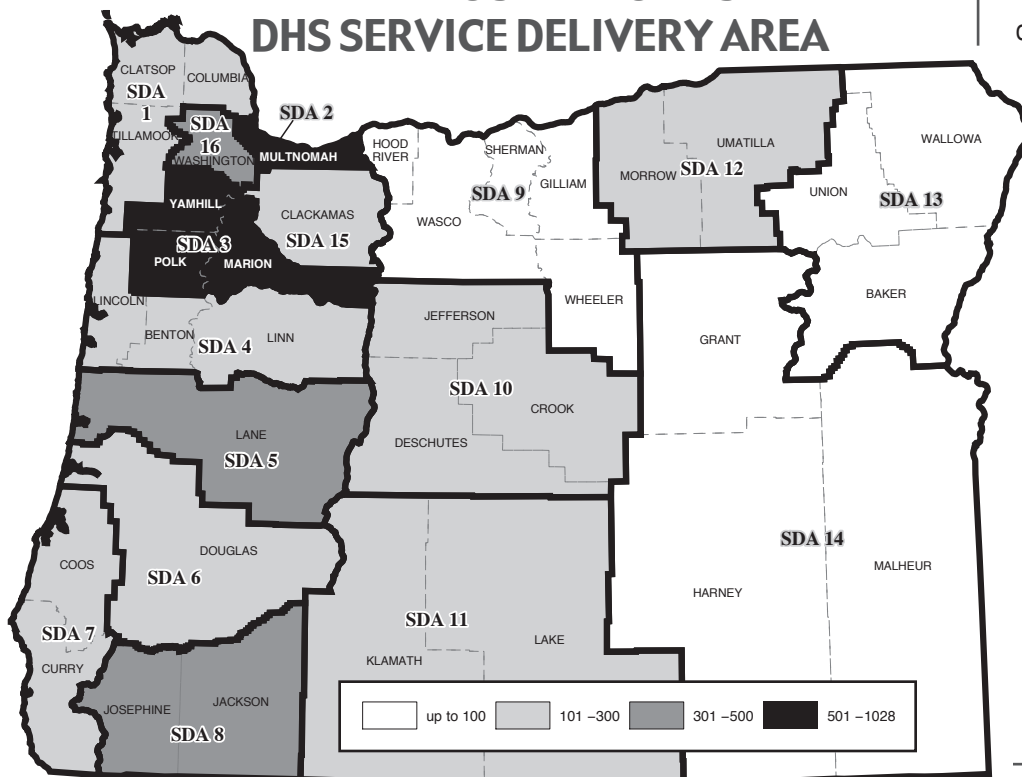 DHS SERVICE DELIVERY AREA
CLATSOP
COLUMBIA
SDA
1
TILLAMOOK
SDA
16
WASHINGTON
SDA 2
MULTNOMAH
HOOD
RIVER
SHERMAN
GILLIAM
SDA 9
WASCO
WHEELER
MORROW
UMATILLA
SDA 12
WALLOWA
UNION
SDA 13
BAKER
YAMHILL
SDA 3
POLK
MARION
CLACKAMAS
SDA 15
LINCOLN
BENTON
SDA 4
LINN
JEFFERSON
SDA 10
CROOK
DESCHUTES
GRANT
LANE
SDA 5
DOUGLAS
SDA 6
COOS
SDA 7
CURRY
SDA 14
HARNEY
MALHEUR
SDA 11
KLAMATH
LAKE
JOSEPHINE
JACKSON
SDA 8
up to 100
101 –300
301 –500
501 –1028